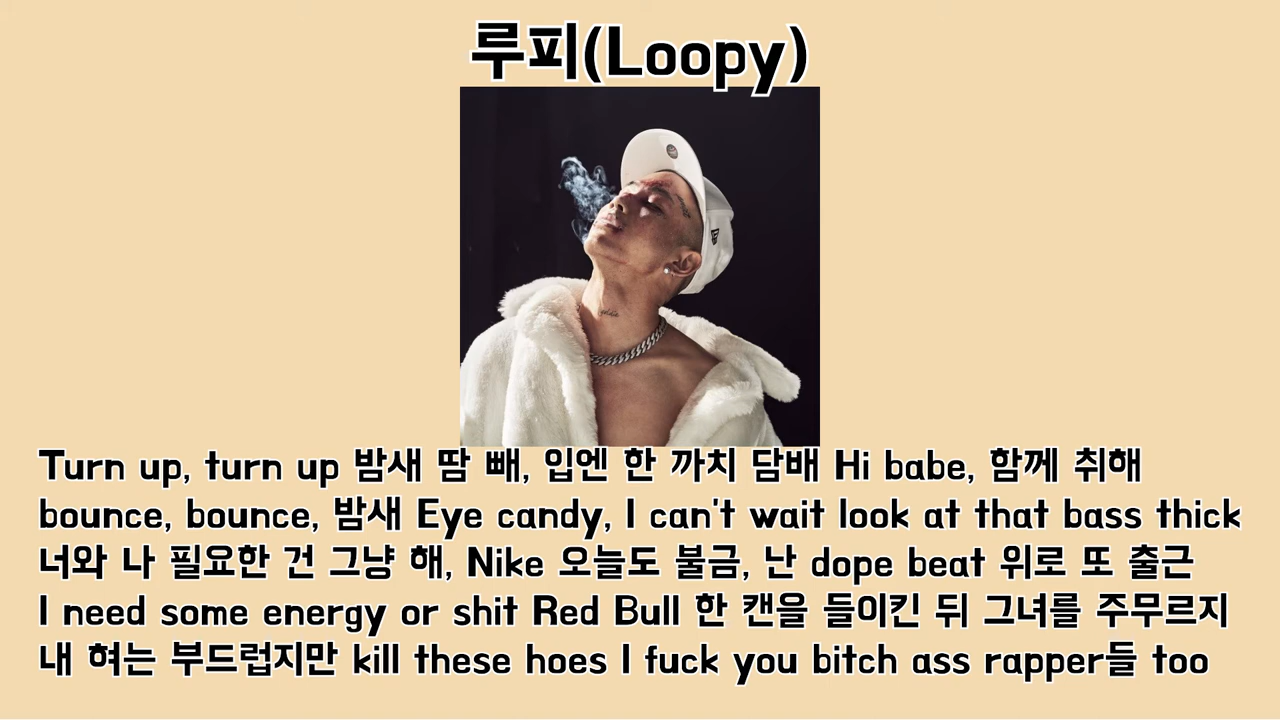 루피(Loopy)
Turn up, turn up 밤새 땀 빼, 입엔 한 까치 담배 Hi babe, 함께 취해
bounce, bounce, 밤새 Eye candy, I can't wait look at that bass thick
너와 나 필요한 건 그냥 해, Nike 오늘도 불금, 난 dope beat 위로 또 출근
I need some energy or shit Red Bull 한 캔을 들이킨 뒤 그녀를 주무르지
내 혀는 부드럽지만 kill these hoes I fuck you bitch ass rapper들 too